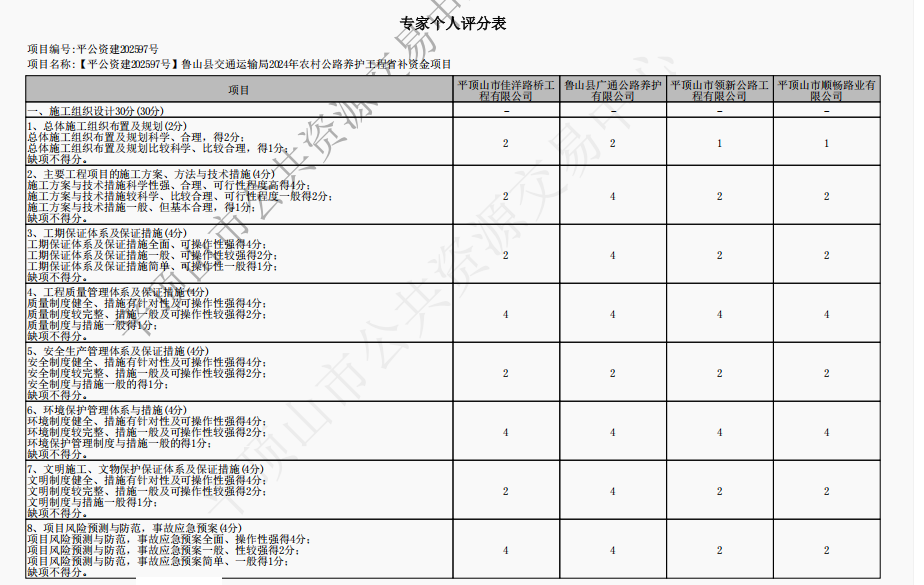 专家个人评分表
项目编号:平公资建202597号
项目名称:【平公资建202597号】鲁山县交通运输局2024年农村公路养护工程省补资金项目
项目 平顶山市佳洋路桥工程有限公司 鲁山县广通公路养护有限公司 平顶山市领新公路工程有限公司 平顶山市顺畅路业有限公司
一、施工组织设计30分(30分) - - - -
1、总体施工组织布置及规划(2分)
总体施工组织布置及规划科学、合理，得2分；
总体施工组织布置及规划比较科学、比较合理，得1分；
缺项不得分。
2 2 1 1
2、主要工程项目的施工方案、方法与技术措施(4分)
施工方案与技术措施科学性强、合理、可行性程度高得4分；
施工方案与技术措施较科学、比较合理、可行性程度一般得2分；
施工方案与技术措施一般、但基本合理，得1分；
缺项不得分。
2 4 2 2
3、工期保证体系及保证措施(4分)
工期保证体系及保证措施全面、可操作性强得4分；
工期保证体系及保证措施一般、可操作性较强得2分；
工期保证体系及保证措施简单、可操作性一般得1分；
缺项不得分。
2 4 2 2
4、工程质量管理体系及保证措施(4分)
质量制度健全、措施有针对性及可操作性强得4分；
质量制度较完整、措施一般及可操作性较强得2分；
质量制度与措施一般得1分；
缺项不得分。
4 4 4 4
5、安全生产管理体系及保证措施(4分)
安全制度健全、措施有针对性及可操作性强得4分；
安全制度较完整、措施一般及可操作性较强得2分；
安全制度与措施一般的得1分；
缺项不得分。
2 2 2 2
6、环境保护管理体系与措施(4分)
环境制度健全、措施有针对性及可操作性强得4分；
环境制度较完整、措施一般及可操作性较强得2分；
环境保护管理制度与措施一般的得1分；
缺项不得分。
4 4 4 4
7、文明施工、文物保护保证体系及保证措施(4分)
文明制度健全、措施有针对性及可操作性强得4分；
文明制度较完整、措施一般及可操作性较强得2分；
文明制度与措施一般得1分；
缺项不得分。
2 4 2 2
8、项目风险预测与防范，事故应急预案(4分)
项目风险预测与防范，事故应急预案全面、操作性强得4分；
项目风险预测与防范，事故应急预案一般、性较强得2分；
项目风险预测与防范，事故应急预案简单、一般得1分；
缺项不得分。
4 4 2 2
平顶山市公共资源交易中
平顶山市公共资源交易中心